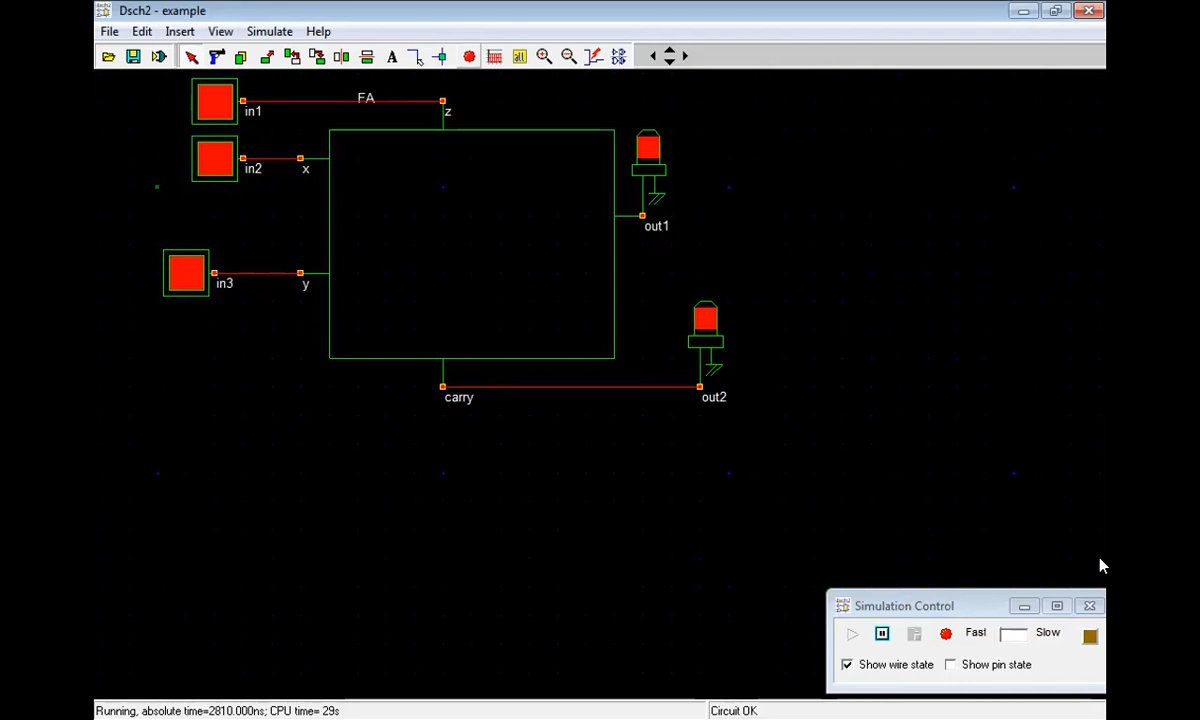 Dsch2 - example
File Edit Insert View Simulate Help
FA
in1
z
in2
x
out1
in3
y
carry
out2
Simulation Control
Fast
Slow
Show wire state
Show pin state
Running, absolute time=2810.000ns; CPU time= 29s
Circuit OK